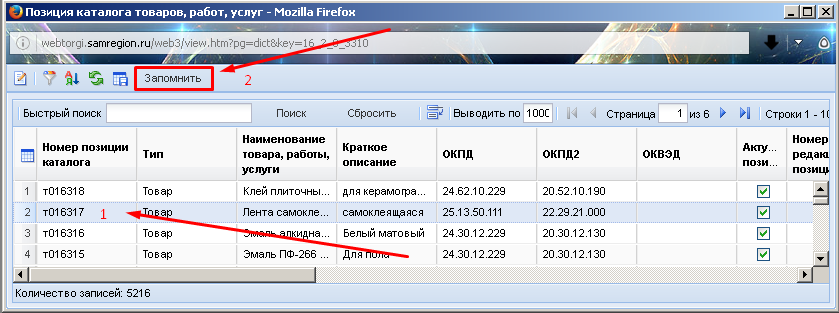 Позиция каталога товаров, работ, услуг - Mozilla Firefox
webtorgi.samregion.ru/web3/view.htm?pg=dict&key=16_2_0_3310
Запомнить
2
Быстрый поиск Поиск Сбросить Выводить по 1000 Страница 1 из 6 Строки 1 - 10
Номер позиции каталога Тип Наименование товара, работы, услуги Краткое описание ОКПД ОКПД2 ОКВЭД Акту... пози... Номер редак позици
1 т016318 Товар Клей плиточны... для керамогра... 24.62.10.229 20.52.10.190
2 т016317 1 Товар Лента самокле... самоклеящаяся 25.13.50.111 22.29.21.000
3 т016316 Товар Эмаль алкидна... Белый матовый 24.30.12.229 20.30.12.130
4 т016315 Товар Эмаль ПФ-266 ... Для пола 24.30.12.229 20.30.12.130
Количество записей: 5216